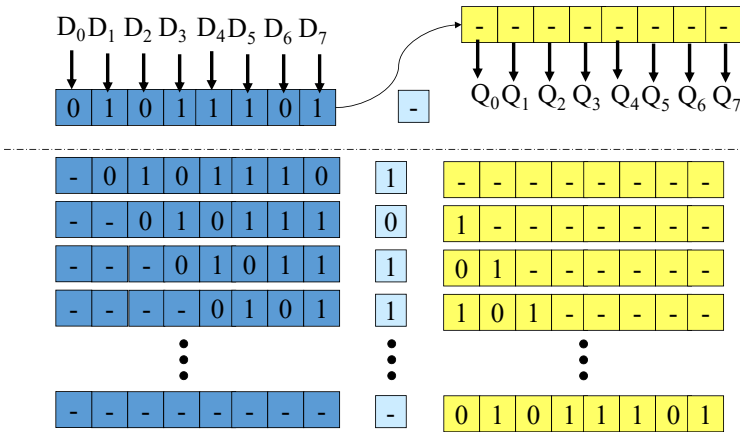 D0 D1 D2 D3 D4 D5 D6 D7
- - - - - - - -
0 1 0 1 1 1 0 1
-
Q0 Q1 Q2 Q3 Q4 Q5 Q6 Q7
- 0 1 0 1 1 1 0 1 - - - - - - - -
- - 0 1 0 1 1 1 0 1 - - - - - - -
- - - 0 1 0 1 1 1 0 1 - - - - - -
- - - - 0 1 0 1 1 1 0 1 - - - - -
- - - - - - - - - 0 1 0 1 1 1 0 1